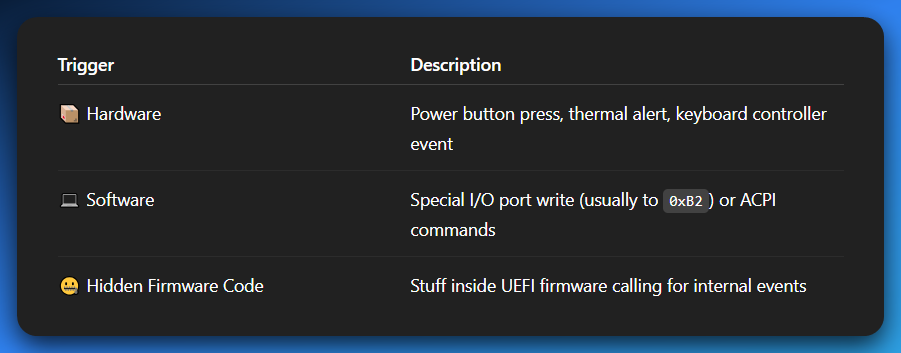 Trigger Description
📦 Hardware Power button press, thermal alert, keyboard controller
event
💻 Software Special I/O port write (usually to 0xB2) or ACPI
commands
🤐 Hidden Firmware Code Stuff inside UEFI firmware calling for internal events